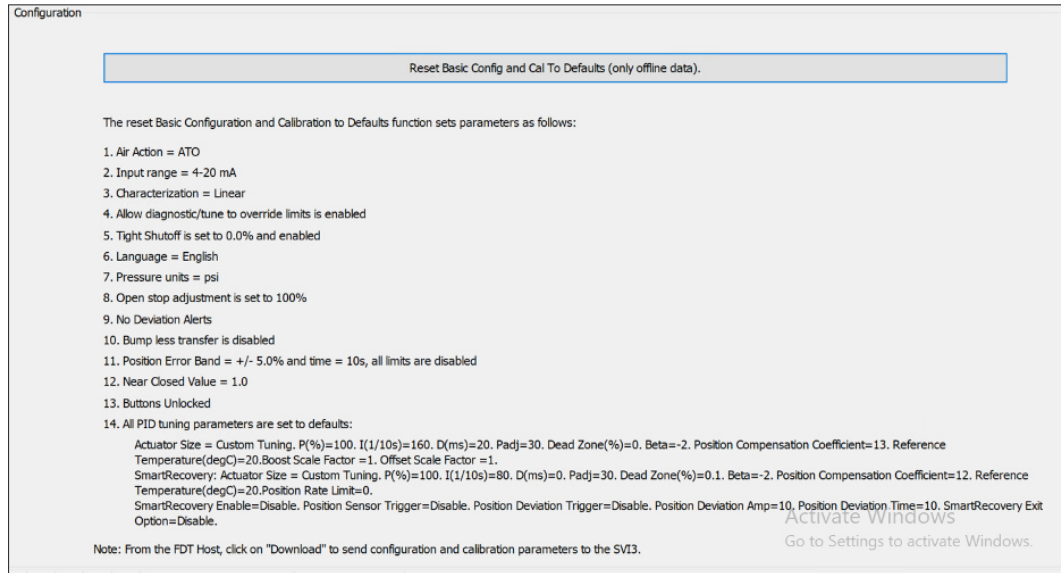 Configuration
Reset Basic Config and Cal To Defaults (only offline data).
The reset Basic Configuration and Calibration to Defaults function sets parameters as follows:
1. Air Action = ATO
2. Input range = 4-20 mA
3. Characterization = Linear
4. Allow diagnostic/tune to override limits is enabled
5. Tight Shutoff is set to 0.0% and enabled
6. Language = English
7. Pressure units = psi
8. Open stop adjustment is set to 100%
9. No Deviation Alerts
10. Bump less transfer is disabled
11. Position Error Band = +/- 5.0% and time = 10s, all limits are disabled
12. Near Closed Value = 1.0
13. Buttons Unlocked
14. All PID tuning parameters are set to defaults:
Actuator Size = Custom Tuning. P(%)=100. I(1/10s)=160. D(ms)=20. Padj=30. Dead Zone(%)=0. Beta=-2. Position Compensation Coefficient=13. Reference
Temperature(degC)=20.Boost Scale Factor =1. Offset Scale Factor =1.
SmartRecovery: Actuator Size = Custom Tuning. P(%)=100. I(1/10s)=80. D(ms)=0. Padj=30. Dead Zone(%)=0.1. Beta=-2. Position Compensation Coefficient=12. Reference
Temperature(degC)=20.Position Rate Limit=0.
SmartRecovery Enable=Disable. Position Sensor Trigger=Disable. Position Deviation Trigger=Disable. Position Deviation Amp=10. Position Deviation Time=10. SmartRecovery Exit
Option=Disable.
Activate Windows
Go to Settings to activate Windows.
Note: From the FDT Host, click on "Download" to send configuration and calibration parameters to the SVI3.